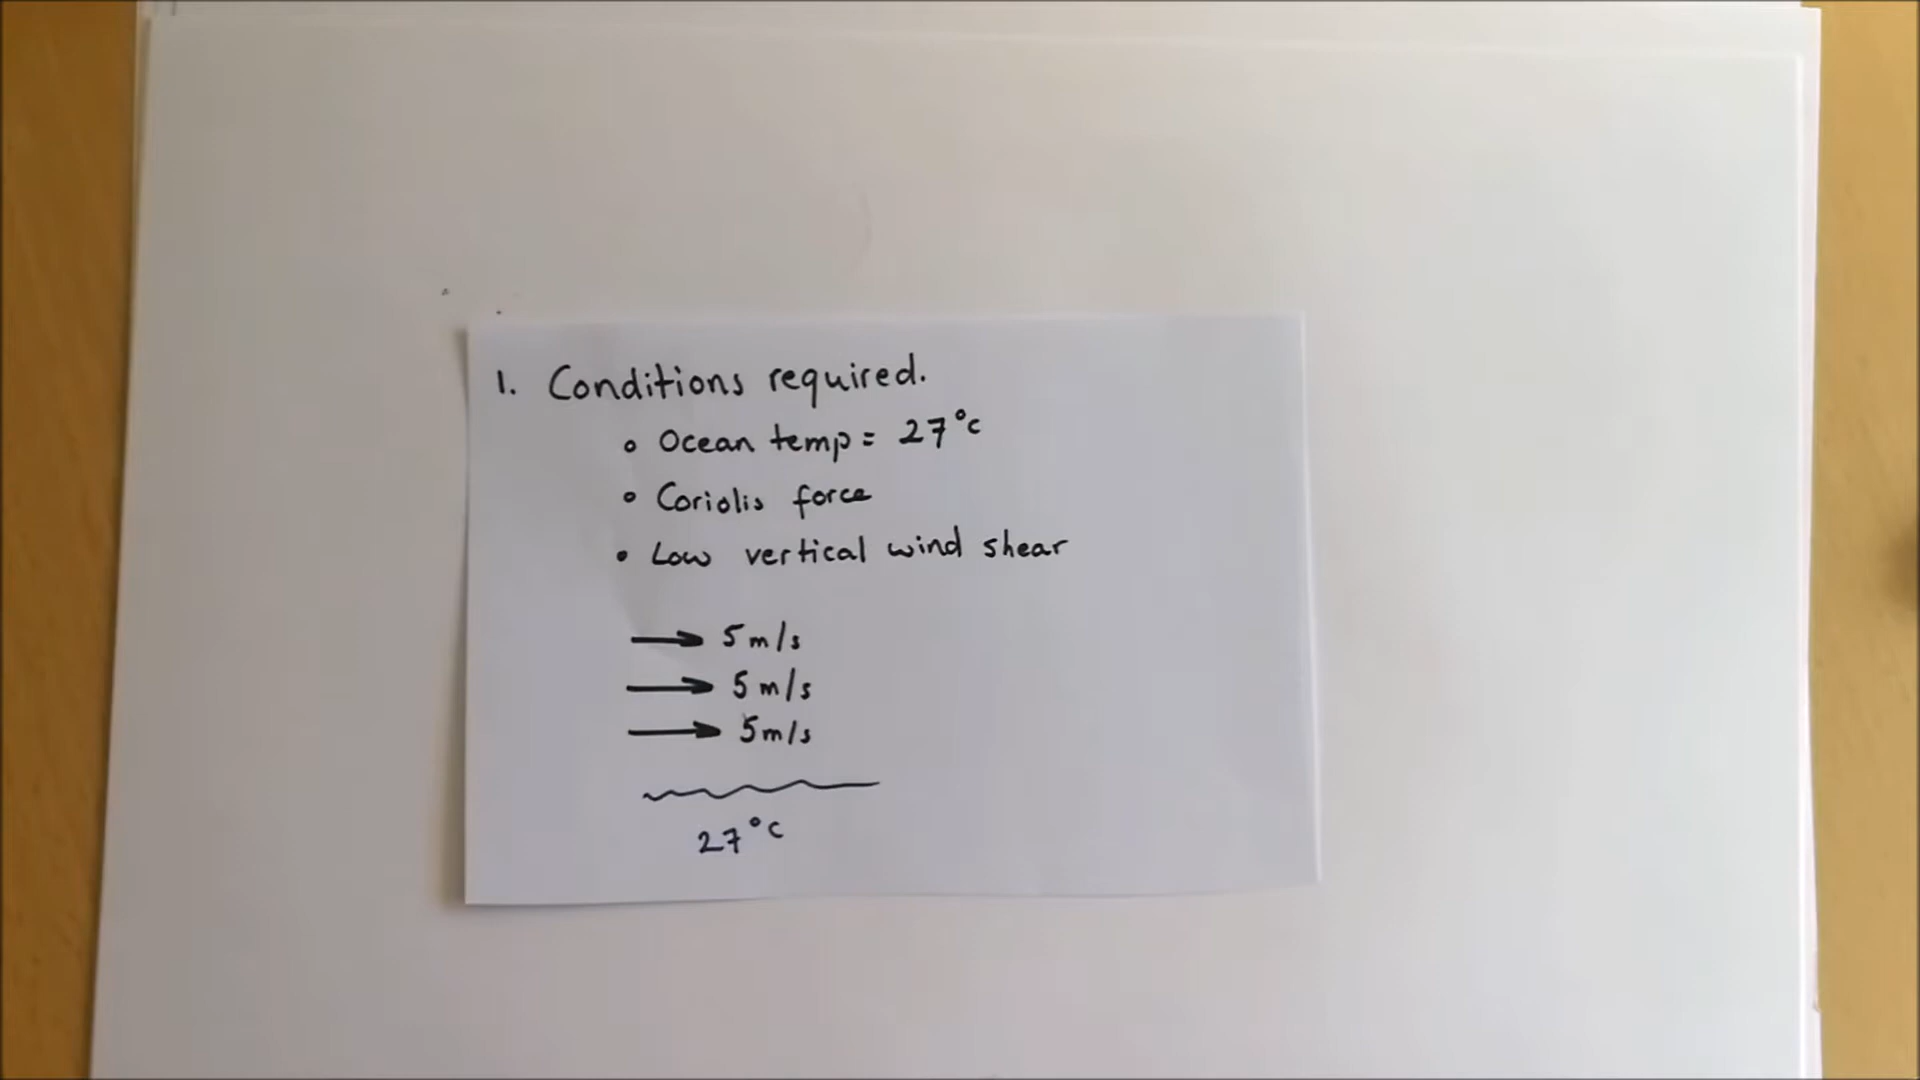 1. Conditions required.
◦ Ocean temp = 27°c
◦ Coriolis force
• Low vertical wind shear
→ 5 m/s
→ 5 m/s
→ 5 m/s
27°c